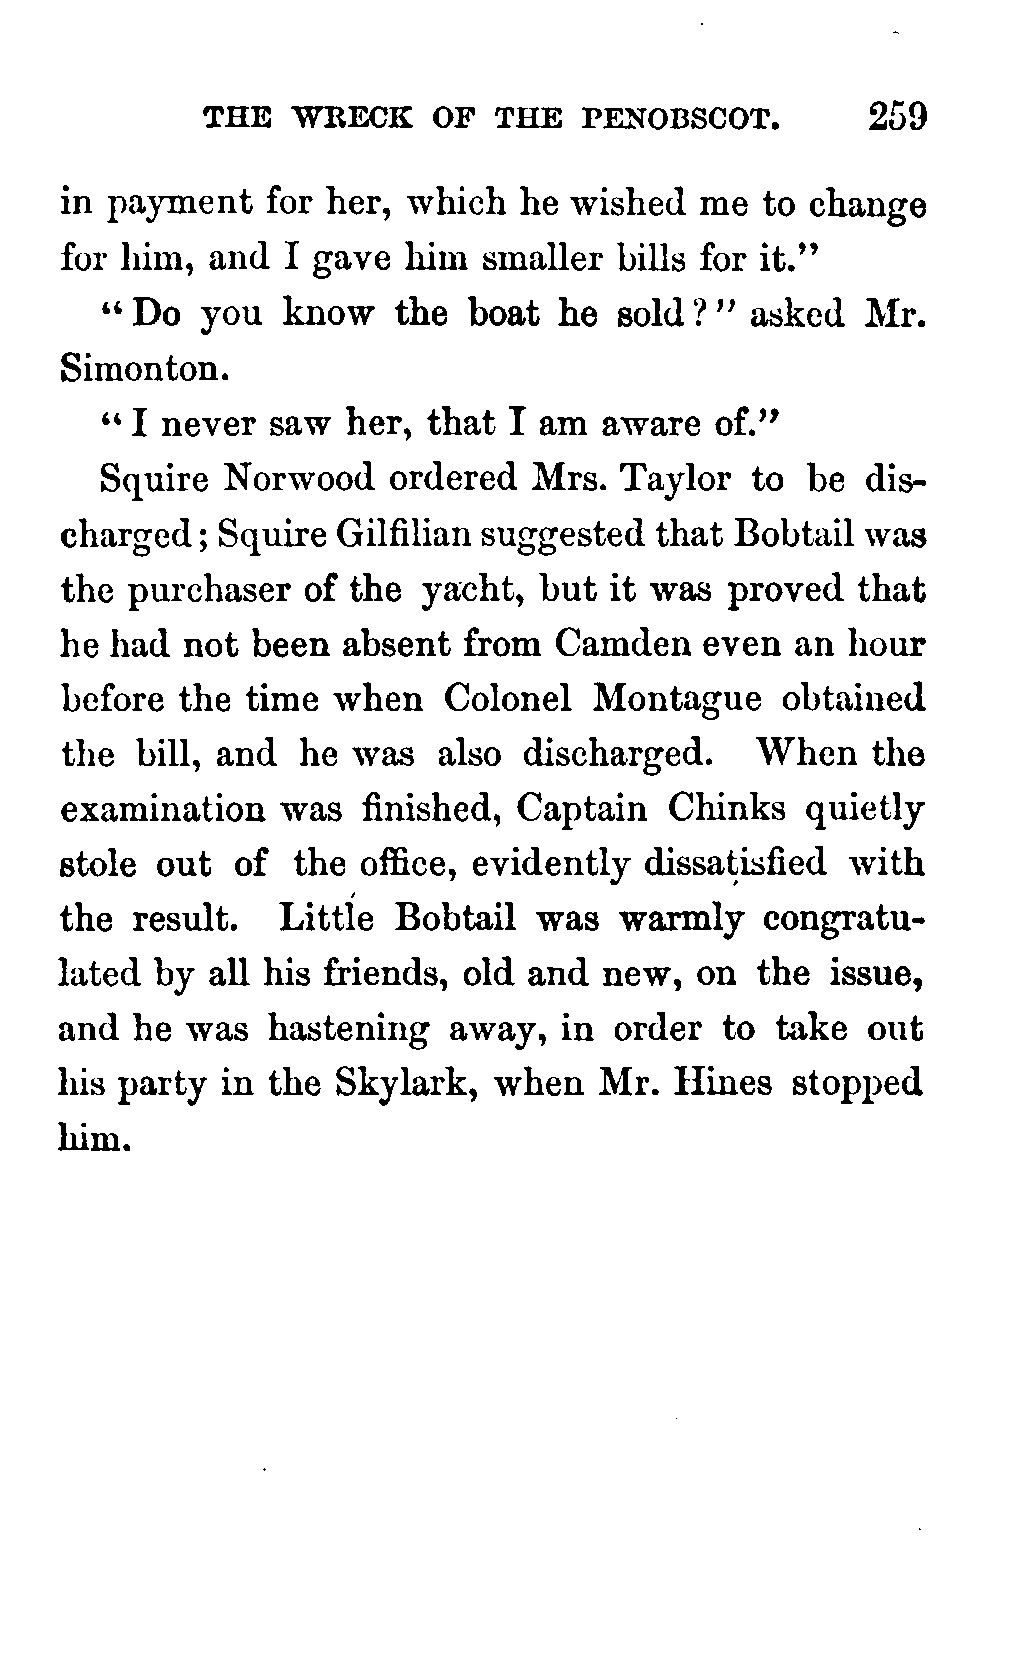 THE WRECK OF THE PENOBSCOT. 259
in payment for her, which he wished me to change
for him, and I gave him smaller bills for it."
"Do you know the boat he sold?" asked Mr.
Simonton.
"I never saw her, that I am aware of."
Squire Norwood ordered Mrs. Taylor to be dis-
charged; Squire Gilfilian suggested that Bobtail was
the purchaser of the yacht, but it was proved that
he had not been absent from Camden even an hour
before the time when Colonel Montague obtained
the bill, and he was also discharged. When the
examination was finished, Captain Chinks quietly
stole out of the office, evidently dissatisfied with
the result. Little Bobtail was warmly congratu-
lated by all his friends, old and new, on the issue,
and he was hastening away, in order to take out
his party in the Skylark, when Mr. Hines stopped
him.